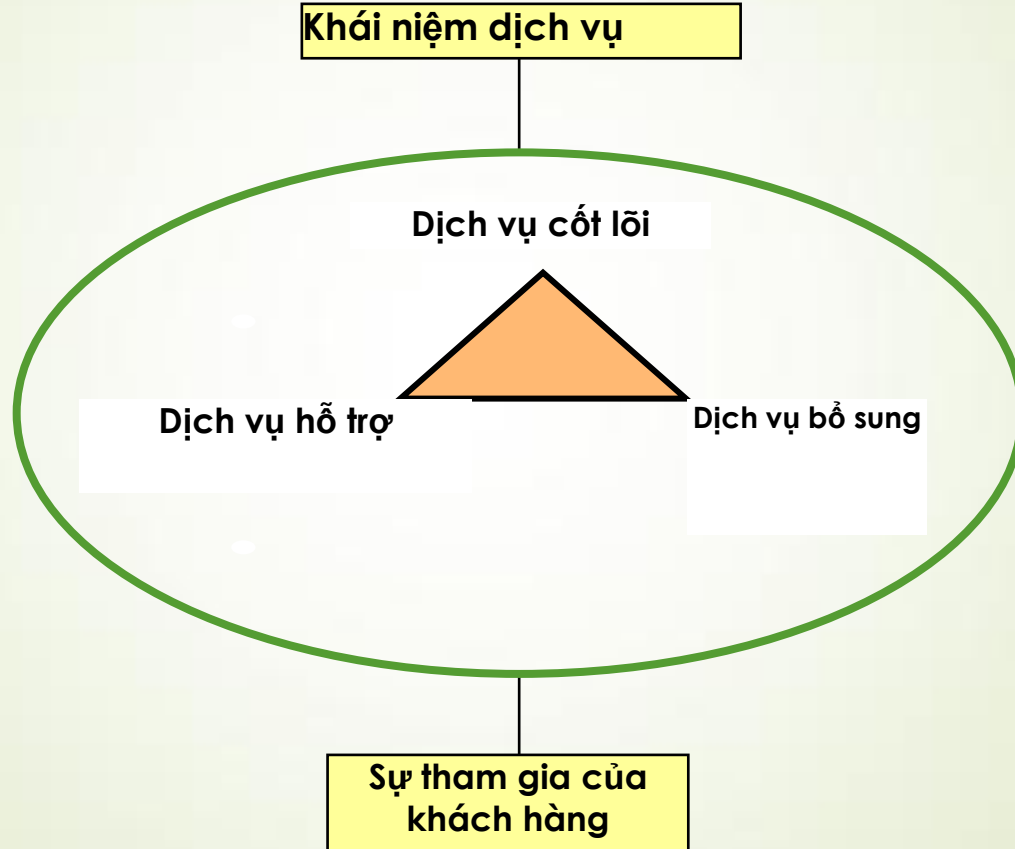 Khái niệm dịch vụ
Dịch vụ cốt lõi
Dịch vụ hỗ trợ
Dịch vụ bổ sung
Sự tham gia của
khách hàng